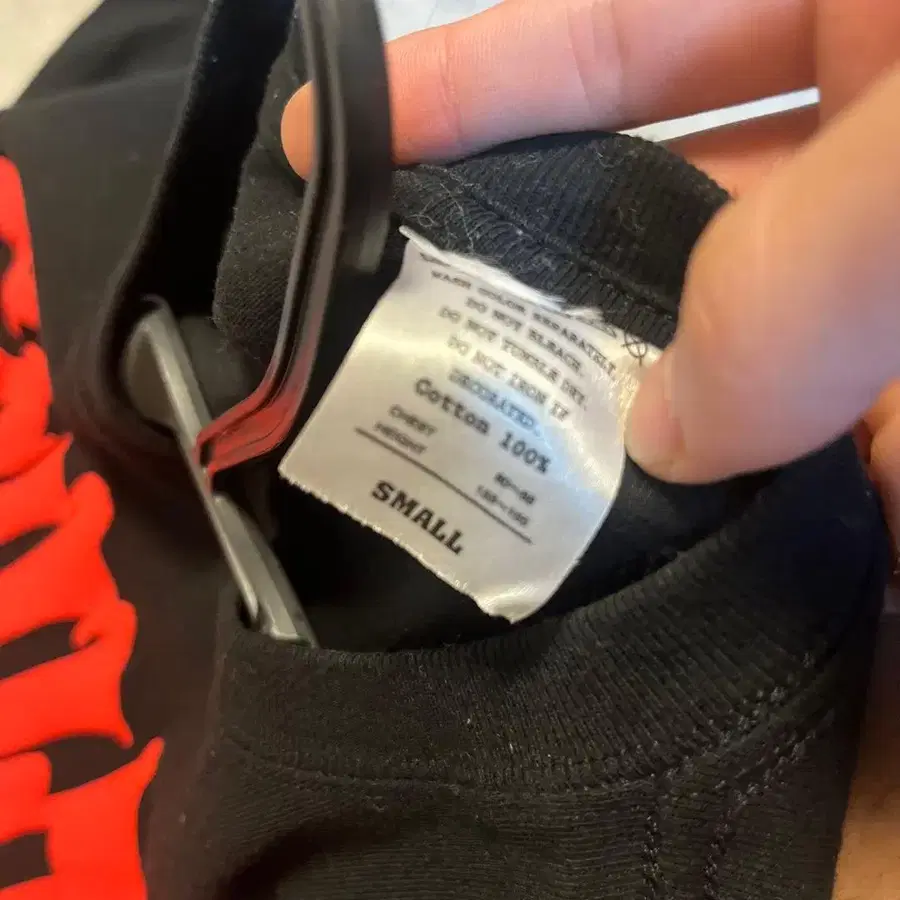 WASH COLOR SEPARATELY
DO NOT BLEACH.
DO NOT TUMBLE DRY.
DO NOT IRON IF
DECORATED.
Cotton 100%
CHEST
HEIGHT
SMALL